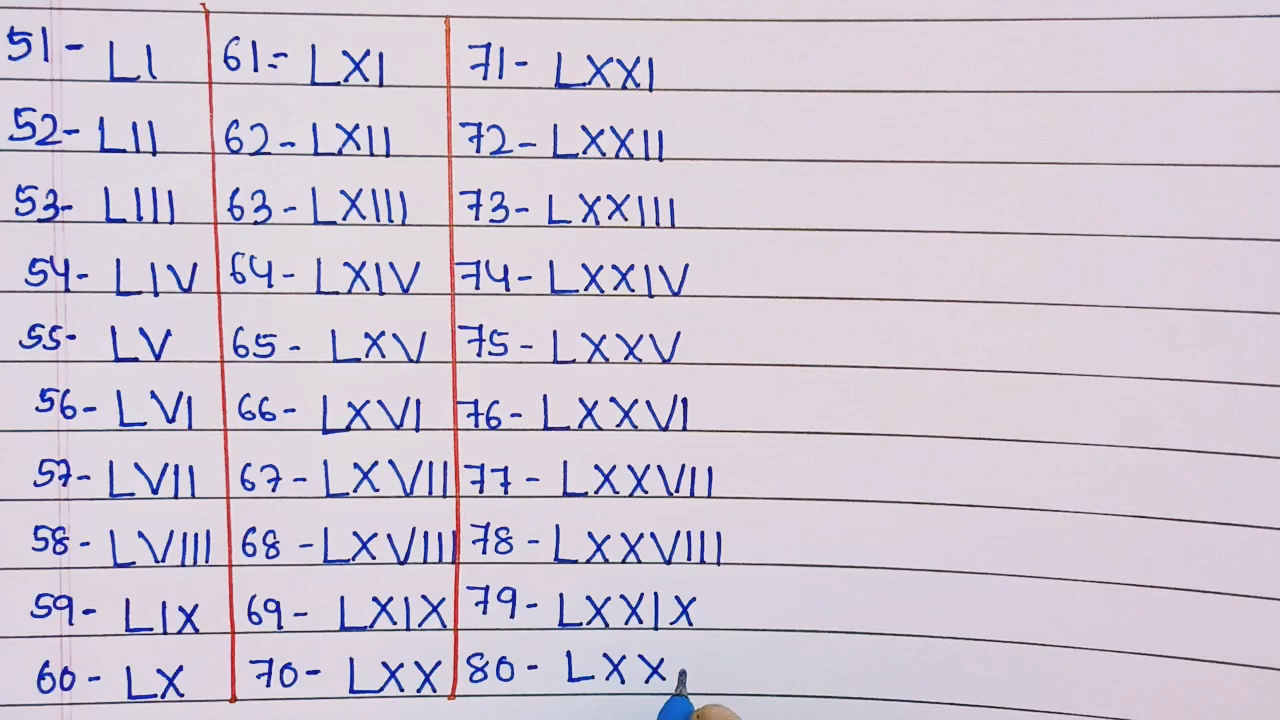 51- LI
52- LII
53- LIII
54- LIV
55- LV
56- LVI
57- LVII
58- LVIII
59- LIX
60- LX
61- LXI
62- LXII
63- LXIII
64- LXIV
65- LXV
66- LXVI
67- LXVII
68- LXVIII
69- LXIX
70- LXX
71- LXXI
72- LXXII
73- LXXIII
74- LXXIV
75- LXXV
76- LXXVI
77- LXXVII
78- LXXVIII
79- LXXIX
80- LXX